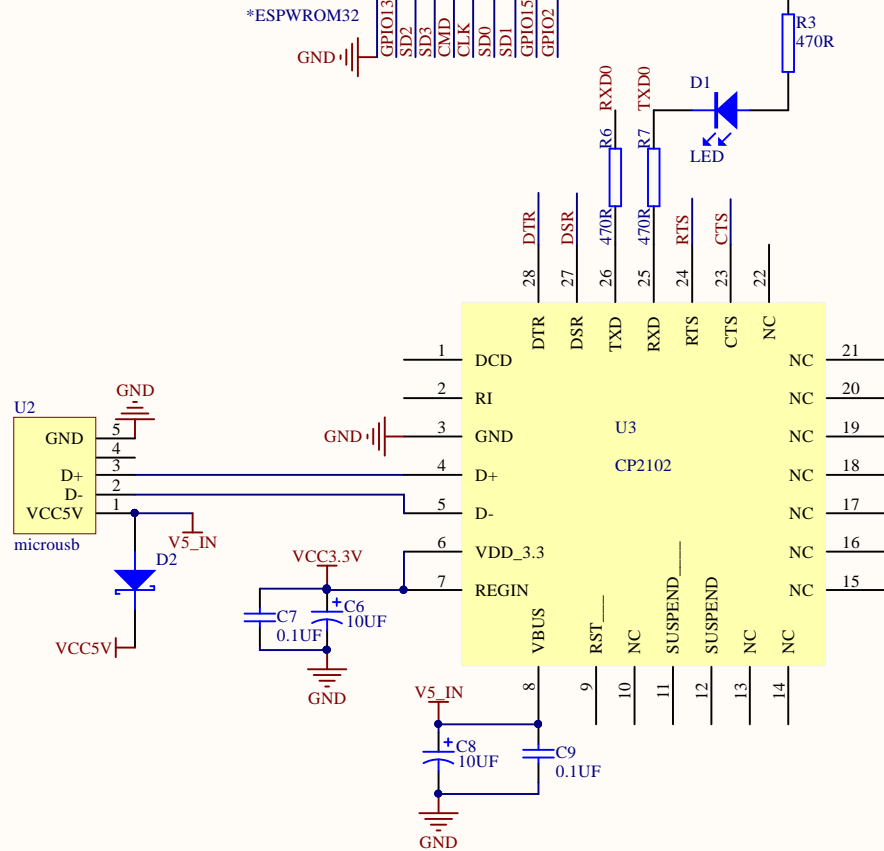 *ESPWROM32
GND
GPIO13
SD2
SD3
CMD
CLK
SD0
SD1
GPIO15
GPIO2
R3
470R
D1
LED
RXD0
TXD0
R6
R7
470R
470R
DTR
DSR
RTS
CTS
28
27
26
25
24
23
22
DTR
DSR
TXD
RXD
RTS
CTS
NC
1 DCD
2 RI
GND 3 GND
4 D+
5 D-
6 VDD_3.3
7 REGIN
U3
CP2102
NC 21
NC 20
NC 19
NC 18
NC 17
NC 16
NC 15
VBUS
RST___
NC
SUSPEND____
SUSPEND
NC
NC
8
9
10
11
12
13
14
GND
U2
GND 5
4
D+ 3
D- 2
VCC5V 1
microusb
V5_IN
D2
VCC5V
VCC3.3V
C7
0.1UF
+
C6
10UF
GND
V5_IN
+
C8
10UF
C9
0.1UF
GND